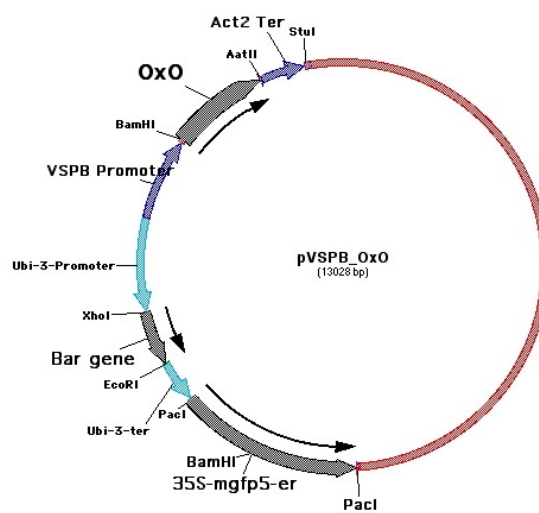 Act2 Ter
StuI
AatII
OxO
BamHI
VSPB Promoter
Ubi-3-Promoter
pVSPB_OxO
(13028 bp)
XhoI
Bar gene
EcoRI
PacI
Ubi-3-ter
BamHI
35S-mgfp5-er
PacI